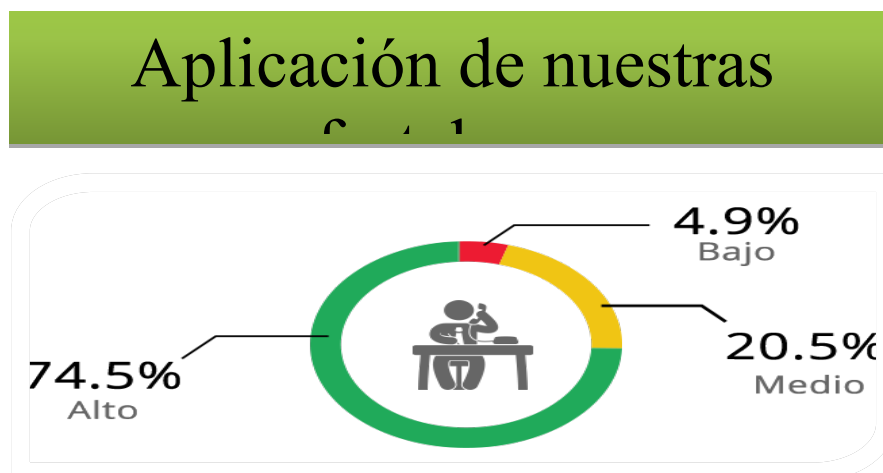 Aplicación de nuestras
4.9%
Bajo
20.5%
Medio
74.5%
Alto